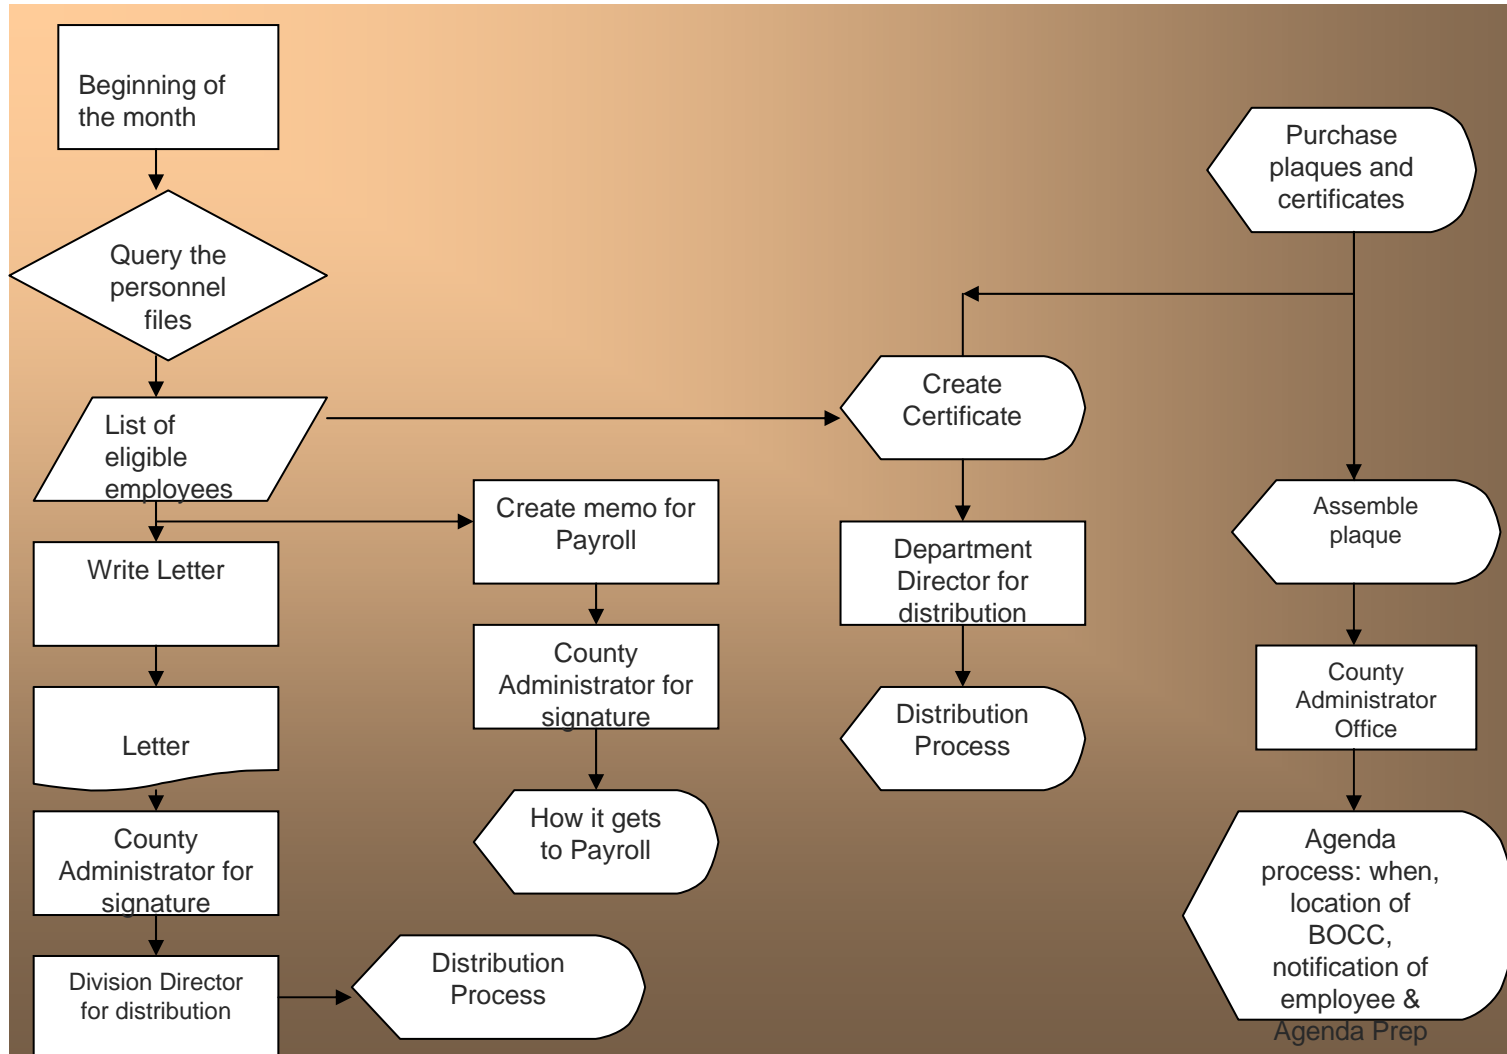 Beginning of
the month
Query the
personnel
files
List of
eligible
employees
Write Letter
Letter
County
Administrator for
signature
Division Director
for distribution
Distribution
Process
Create memo for
Payroll
County
Administrator for
signature
How it gets
to Payroll
Create
Certificate
Department
Director for
distribution
Distribution
Process
Purchase
plaques and
certificates
Assemble
plaque
County
Administrator
Office
Agenda
process: when,
location of
BOCC,
notification of
employee &
Agenda Prep